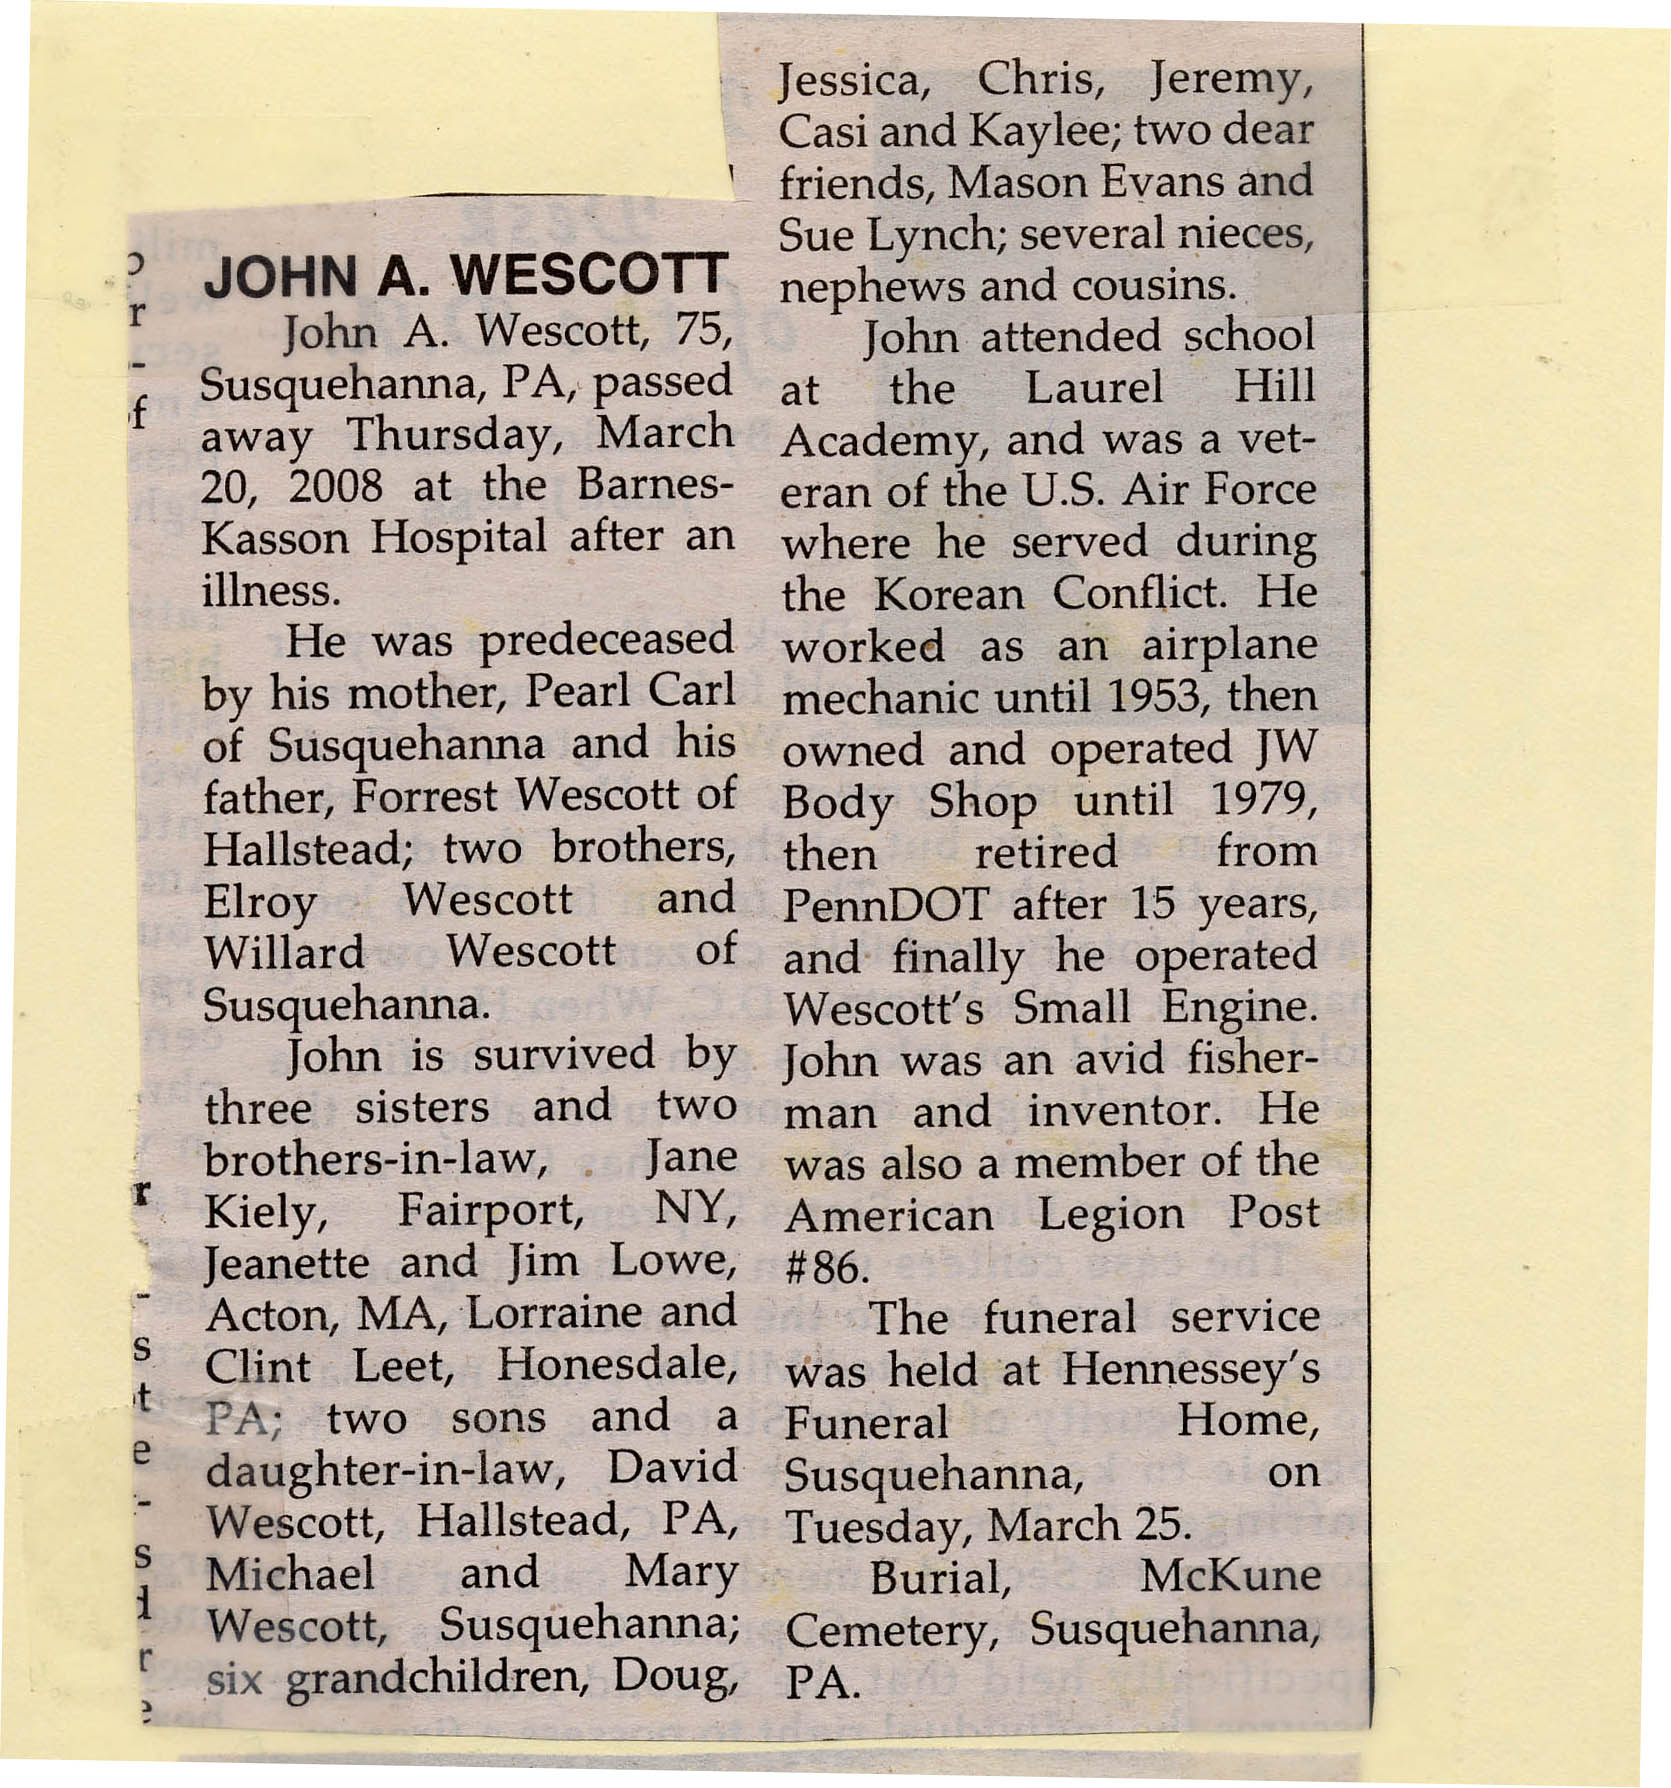 JOHN A. WESCOTT
John A. Wescott, 75,
Susquehanna, PA, passed
away Thursday, March
20, 2008 at the Barnes-
Kasson Hospital after an
illness.
He was predeceased
by his mother, Pearl Carl
of Susquehanna and his
father, Forrest Wescott of
Hallstead; two brothers,
Elroy Wescott and
Willard Wescott of
Susquehanna.
John is survived by
three sisters and two
brothers-in-law, Jane
Kiely, Fairport, NY,
Jeanette and Jim Lowe,
Acton, MA, Lorraine and
Clint Leet, Honesdale,
PA; two sons and a
daughter-in-law, David
Wescott, Hallstead, PA,
Michael and Mary
Wescott, Susquehanna;
six grandchildren, Doug,
Jessica, Chris, Jeremy,
Casi and Kaylee; two dear
friends, Mason Evans and
Sue Lynch; several nieces,
nephews and cousins.
John attended school
at the Laurel Hill
Academy, and was a vet-
eran of the U.S. Air Force
where he served during
the Korean Conflict. He
worked as an airplane
mechanic until 1953, then
owned and operated JW
Body Shop until 1979,
then retired from
PennDOT after 15 years,
and finally he operated
Wescott's Small Engine.
John was an avid fisher-
man and inventor. He
was also a member of the
American Legion Post
#86.
The funeral service
was held at Hennessey's
Funeral Home,
Susquehanna, on
Tuesday, March 25.
Burial, McKune
Cemetery, Susquehanna,
PA.